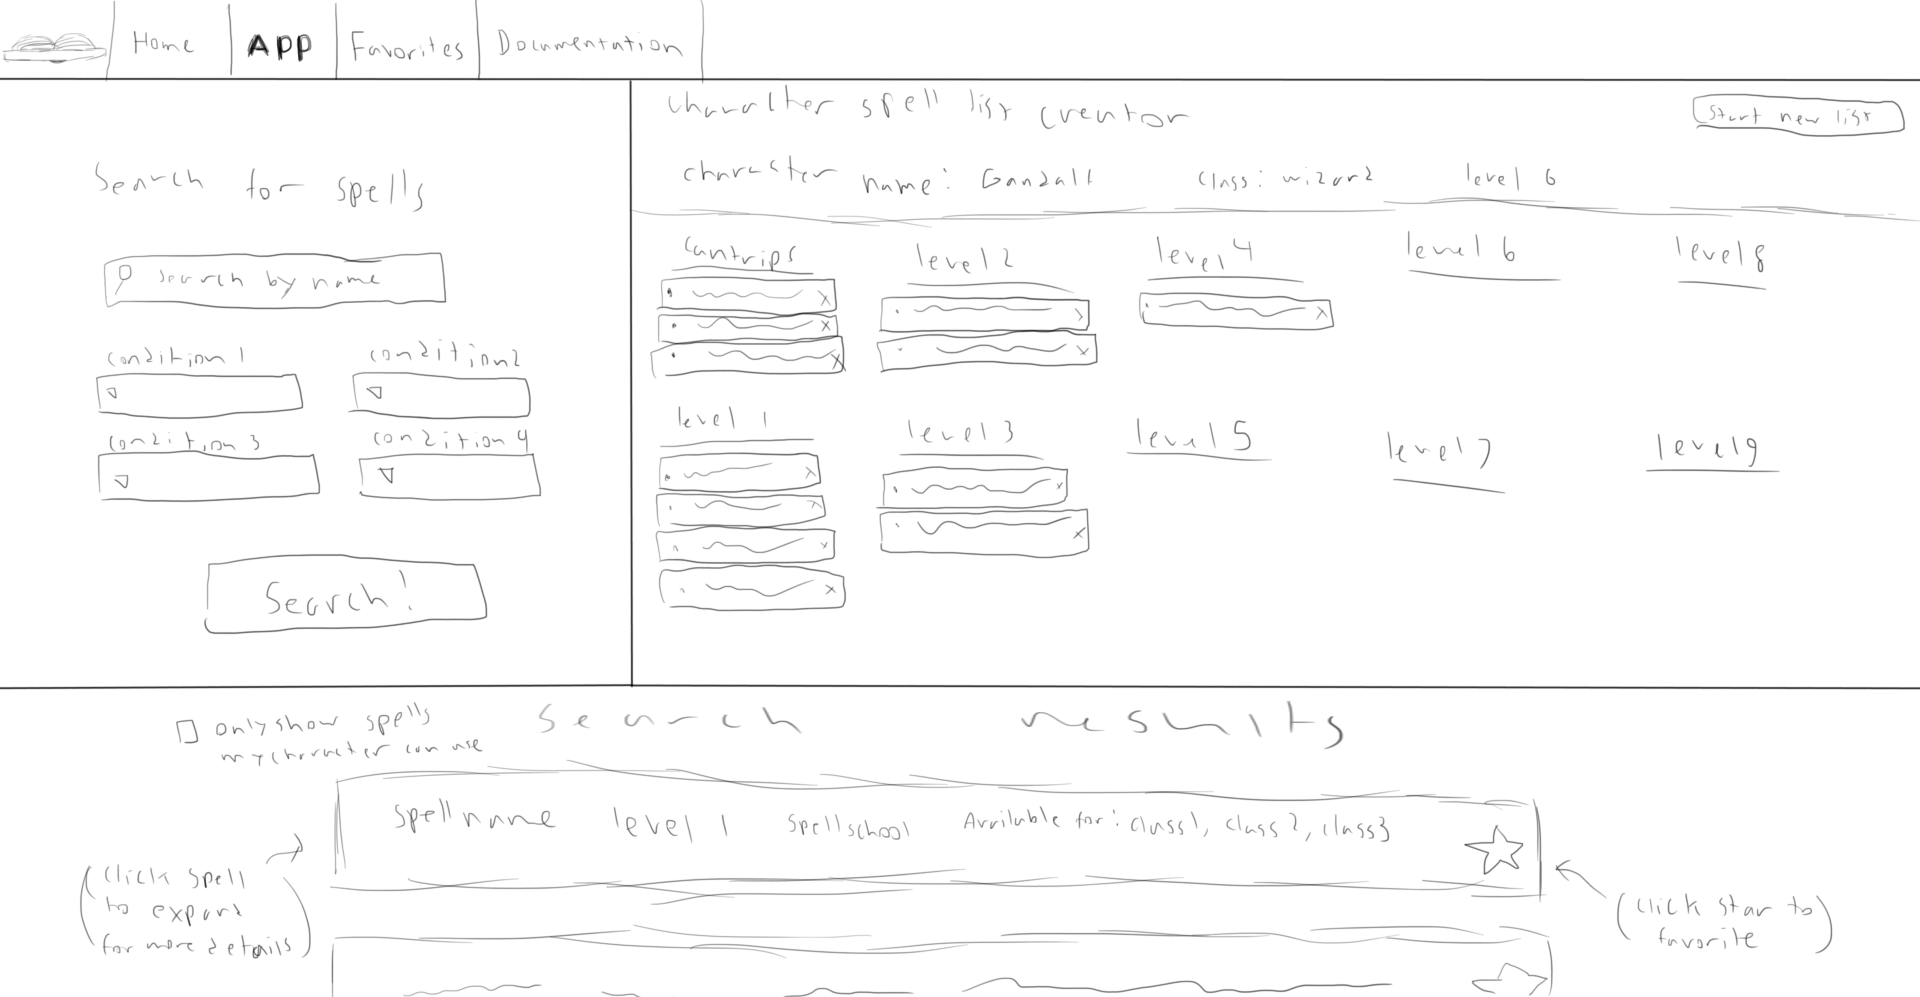 Home
APP
Favorites
Documentation
Search for spells
search by name
condition 1
condition 2
condition 3
condition 4
Search!
character spell list creator
start new list
character name: Gandalf
class: wizard
level 6
cantrips
level 2
level 4
level 6
level 8
x
x
x
x
x
x
level 1
level 3
level 5
level 7
level 9
x
x
x
x
x
x
only show spells
my character can use
Search results
spell name
level 1
spell school
Available for: class1, class2, class3
(click spell
to expand
for more details)
(click star to
favorite)